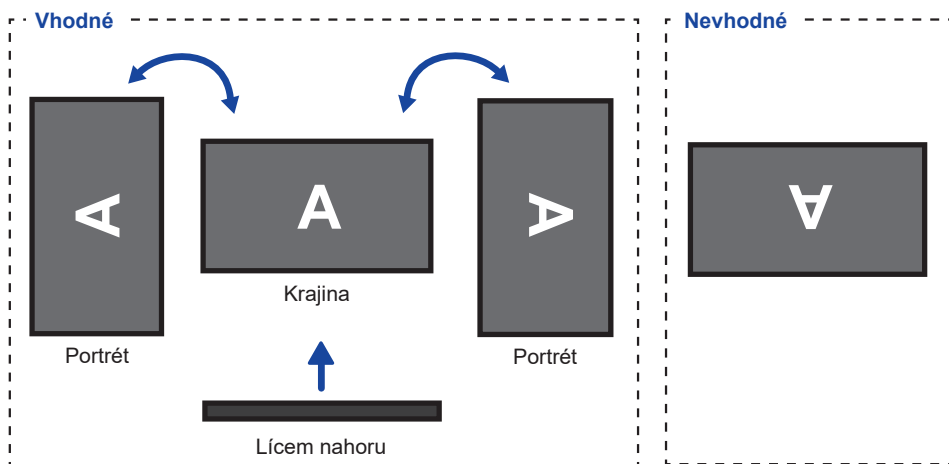 Vhodné
Nevhodné
A
A
A
A
Krajina
Portrét
Portrét
Lícem nahoru